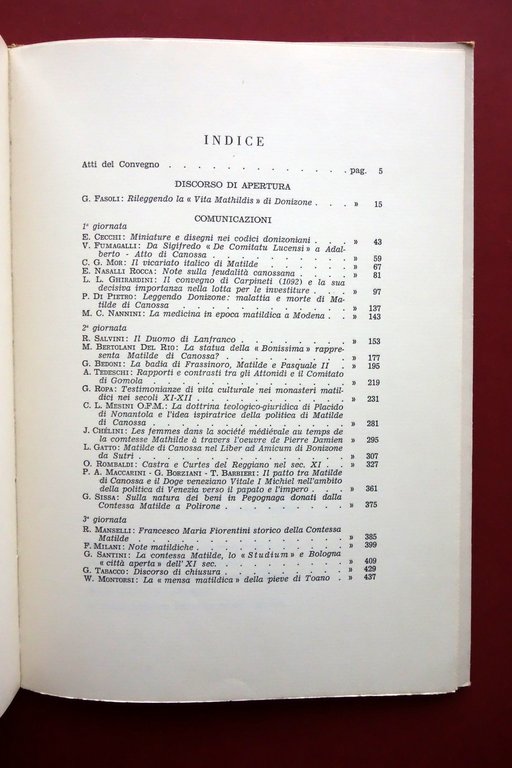 INDICE
Atti del Convegno . . . . . . . . . . . . . pag. 5
DISCORSO DI APERTURA
G. FASOLI: Rileggendo la « Vita Mathildis » di Donizone . . . » 15
COMUNICAZIONI
1ª giornata
E. CECCHI: Miniature e disegni nei codici donizoniani . . . » 43
V. FUMAGALLI: Da Sigifredo « De Comitatu Lucensi » a Adal-
berto - Atto di Canossa . . . . . . . . . . » 59
C. G. MOR: Il vicariato italico di Matilde . . . . . . » 67
E. NASALLI ROCCA: Note sulla feudalità canossana . . . . » 81
L. L. GHIRARDINI: Il convegno di Carpineti (1092) e la sua
decisiva importanza nella lotta per le investiture . . . » 97
P. DI PIETRO: Leggendo Donizone: malattia e morte di Ma-
tilde di Canossa . . . . . . . . . . . » 137
M. C. NANNINI: La medicina in epoca matildica a Modena . . » 143
2ª giornata
R. SALVINI: Il Duomo di Lanfranco . . . . . . . » 153
M. BERTOLANI DEL RIO: La statua della « Bonissima » rappre-
senta Matilde di Canossa? . . . . . . . . . » 177
G. BEDONI: La badia di Frassinoro, Matilde e Pasquale II . . » 195
A. TEDESCHI: Rapporti e contrasti tra gli Attonidi e il Comitato
di Gomola . . . . . . . . . . . . . » 219
G. ROPA: Testimonianze di vita culturale nei monasteri matil-
dici nei secoli XI-XII . . . . . . . . . . » 231
C. L. MESINI O.F.M.: La dottrina teologico-giuridica di Placido
di Nonantola e l'idea ispiratrice della politica di Matilde
di Canossa . . . . . . . . . . . . . » 281
J. CHÉLINI: Les femmes dans la société médiévale au temps de
la comtesse Mathilde à travers l'oeuvre de Pierre Damien » 295
L. GATTO: Matilde di Canossa nel Liber ad Amicum di Bonizone
da Sutri . . . . . . . . . . . . . . » 307
O. ROMBALDI: Castra e Curtes del Reggiano nel sec. XI . . . » 327
P. A. MACCARINI - G. BORZIANI - T. BARBIERI: Il patto tra Matilde
di Canossa e il Doge veneziano Vitale I Michiel nell'ambito
della politica di Venezia verso il papato e l'impero . . » 361
G. SISSA: Sulla natura dei beni in Pegognaga donati dalla
Contessa Matilde a Polirone . . . . . . . . » 375
3ª giornata
R. MANSELLI: Francesco Maria Fiorentini storico della Contessa
Matilde . . . . . . . . . . . . . . » 385
F. MILANI: Note matildiche . . . . . . . . . . » 399
G. SANTINI: La contessa Matilde, lo « Studium » e Bologna
« città aperta » dell'XI sec. . . . . . . . . » 409
G. TABACCO: Discorso di chiusura . . . . . . . . » 429
W. MONTORSI: La « mensa matildica » della pieve di Toano . . » 437